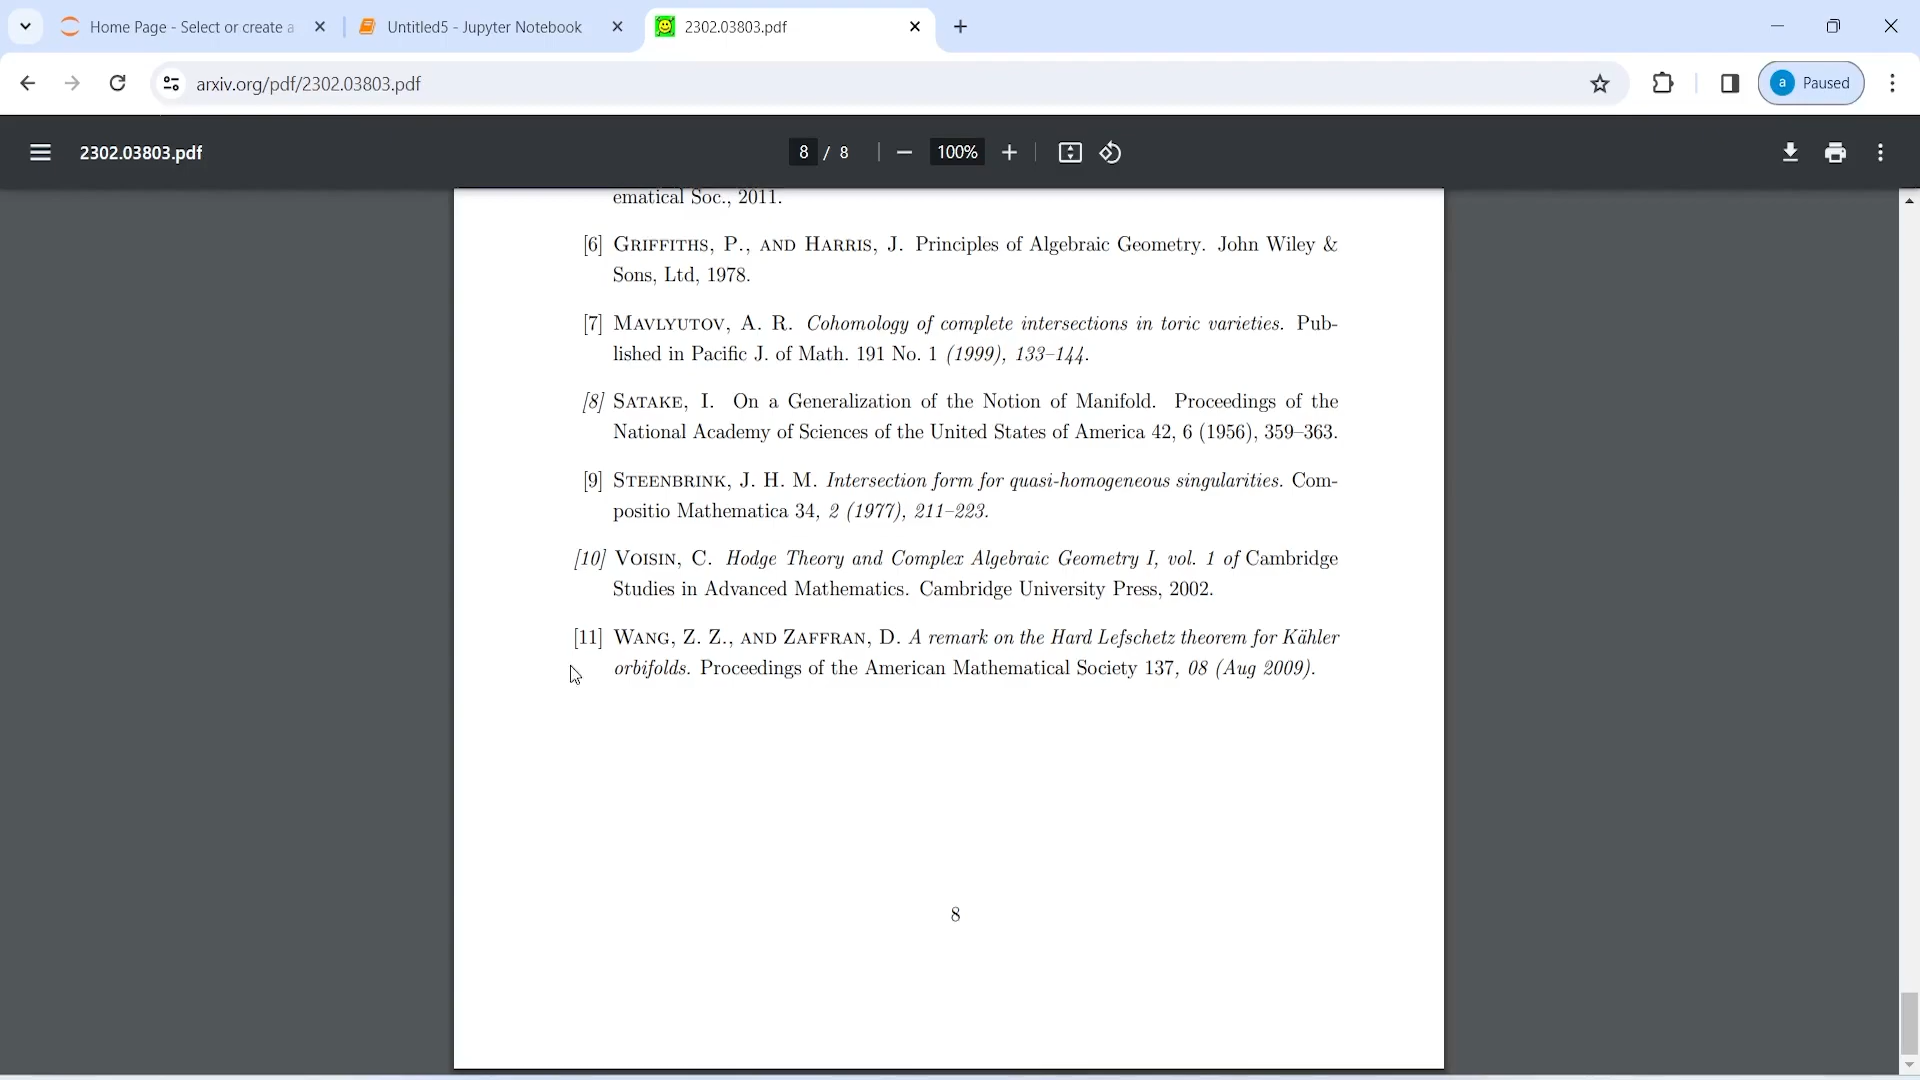 Home Page - Select or create a
Untitled5 - Jupyter Notebook
2302.03803.pdf
arxiv.org/pdf/2302.03803.pdf
a Paused
2302.03803.pdf
8 / 8
100%
ematical Soc., 2011.
[6] GRIFFITHS, P., AND HARRIS, J. Principles of Algebraic Geometry. John Wiley &
Sons, Ltd, 1978.
[7] MAVLYUTOV, A. R. Cohomology of complete intersections in toric varieties. Pub-
lished in Pacific J. of Math. 191 No. 1 (1999), 133–144.
[8] SATAKE, I. On a Generalization of the Notion of Manifold. Proceedings of the
National Academy of Sciences of the United States of America 42, 6 (1956), 359–363.
[9] STEENBRINK, J. H. M. Intersection form for quasi-homogeneous singularities. Com-
positio Mathematica 34, 2 (1977), 211–223.
[10] VOISIN, C. Hodge Theory and Complex Algebraic Geometry I, vol. 1 of Cambridge
Studies in Advanced Mathematics. Cambridge University Press, 2002.
[11] WANG, Z. Z., AND ZAFFRAN, D. A remark on the Hard Lefschetz theorem for Kähler
orbifolds. Proceedings of the American Mathematical Society 137, 08 (Aug 2009).
8